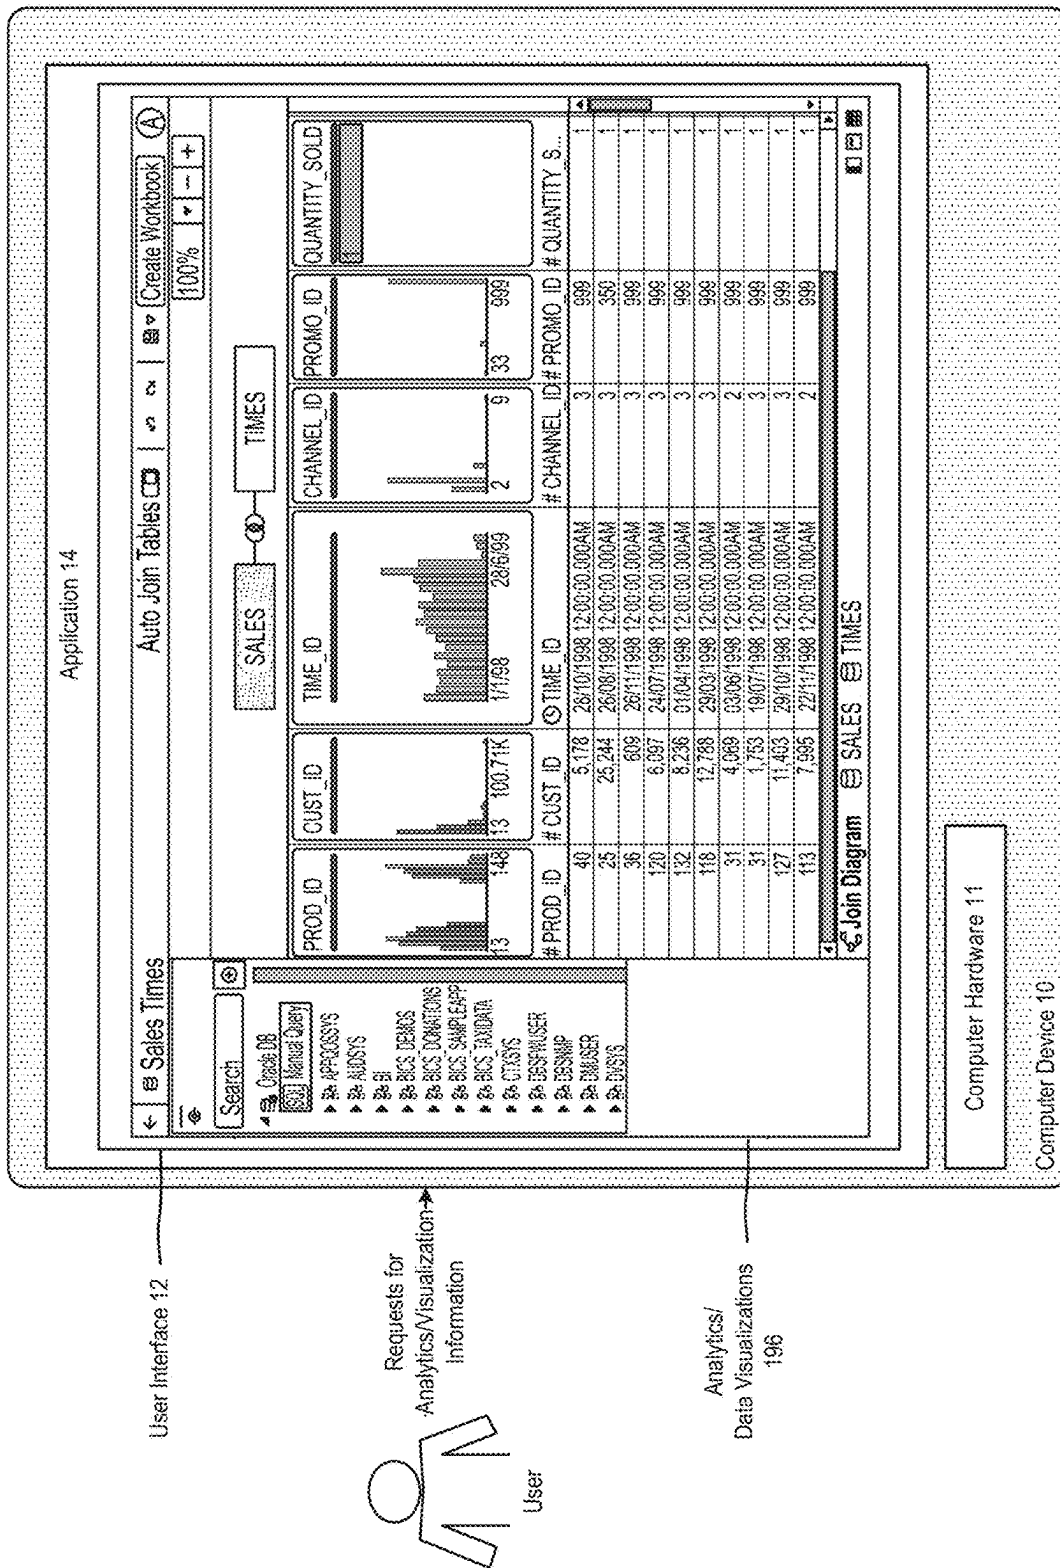 Application 14
Sales Times
Auto Join Tables
Create Workbook
A
100%
Search
Oracle DB
SQL Manual Query
APPQOSSYS
AUDSYS
BI
BICS_DEMOS
BICS_DONATIONS
BICS_SAMPLEAPP
BICS_TAXIDATA
CTXSYS
DBSFWUSER
DBSNMP
DMUSER
DVSYS
SALES
TIMES
PROD_ID CUST_ID TIME_ID CHANNEL_ID PROMO_ID QUANTITY_SOLD
13 148 13 100.71K 1/1/98 28/6/99 2 9 33 999
# PROD_ID # CUST_ID TIME_ID # CHANNEL_ID # PROMO_ID # QUANTITY_S...
40 5,178 26/10/1998 12:00:00.000AM 3 999 1
25 25,244 26/08/1998 12:00:00.000AM 3 350 1
36 609 26/11/1998 12:00:00.000AM 3 999 1
120 6,097 24/07/1998 12:00:00.000AM 3 999 1
132 8,236 01/04/1998 12:00:00.000AM 3 999 1
118 12,788 29/03/1998 12:00:00.000AM 3 999 1
31 4,069 03/06/1998 12:00:00.000AM 2 999 1
31 1,753 19/07/1998 12:00:00.000AM 3 999 1
127 11,403 29/10/1998 12:00:00.000AM 3 999 1
113 7,995 22/11/1998 12:00:00.000AM 2 999 1
Join Diagram SALES TIMES
Computer Hardware 11
Computer Device 10
User Interface 12
Requests for
Analytics/Visualization
Information
User
Analytics/
Data Visualizations
196